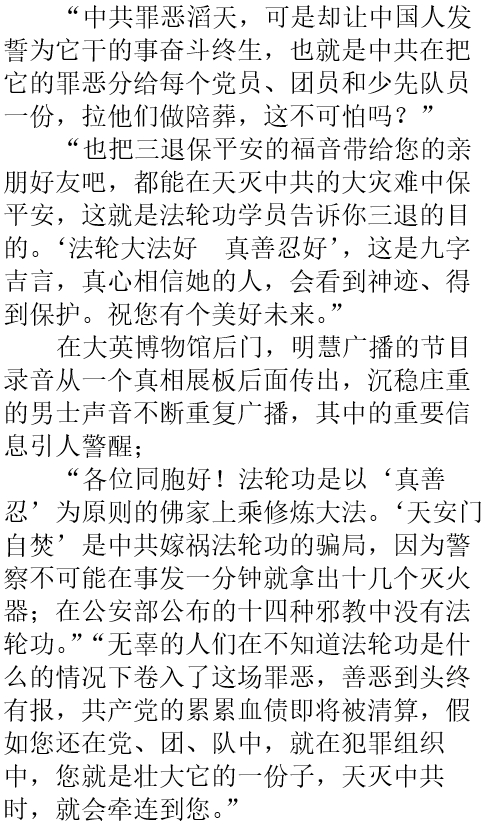 “中共罪恶滔天，可是却让中国人发
誓为它干的事奋斗终生，也就是中共在把
它的罪恶分给每个党员、团员和少先队员
一份，拉他们做陪葬，这不可怕吗？”
“也把三退保平安的福音带给您的亲
朋好友吧，都能在天灭中共的大灾难中保
平安，这就是法轮功学员告诉你三退的目
的。‘法轮大法好　真善忍好’，这是九字
吉言，真心相信她的人，会看到神迹、得
到保护。祝您有个美好未来。”
在大英博物馆后门，明慧广播的节目
录音从一个真相展板后面传出，沉稳庄重
的男士声音不断重复广播，其中的重要信
息引人警醒；
“各位同胞好！法轮功是以‘真善
忍’为原则的佛家上乘修炼大法。‘天安门
自焚’是中共嫁祸法轮功的骗局，因为警
察不可能在事发一分钟就拿出十几个灭火
器；在公安部公布的十四种邪教中没有法
轮功。”“无辜的人们在不知道法轮功是什
么的情况下卷入了这场罪恶，善恶到头终
有报，共产党的累累血债即将被清算，假
如您还在党、团、队中，就在犯罪组织
中，您就是壮大它的一份子，天灭中共
时，就会牵连到您。”